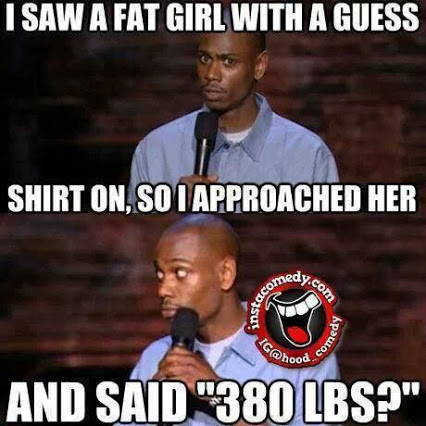 I SAW A FAT GIRL WITH A GUESS
SHIRT ON, SO I APPROACHED HER
instacomedy.com
IG@hood_comedy
AND SAID "380 LBS?"